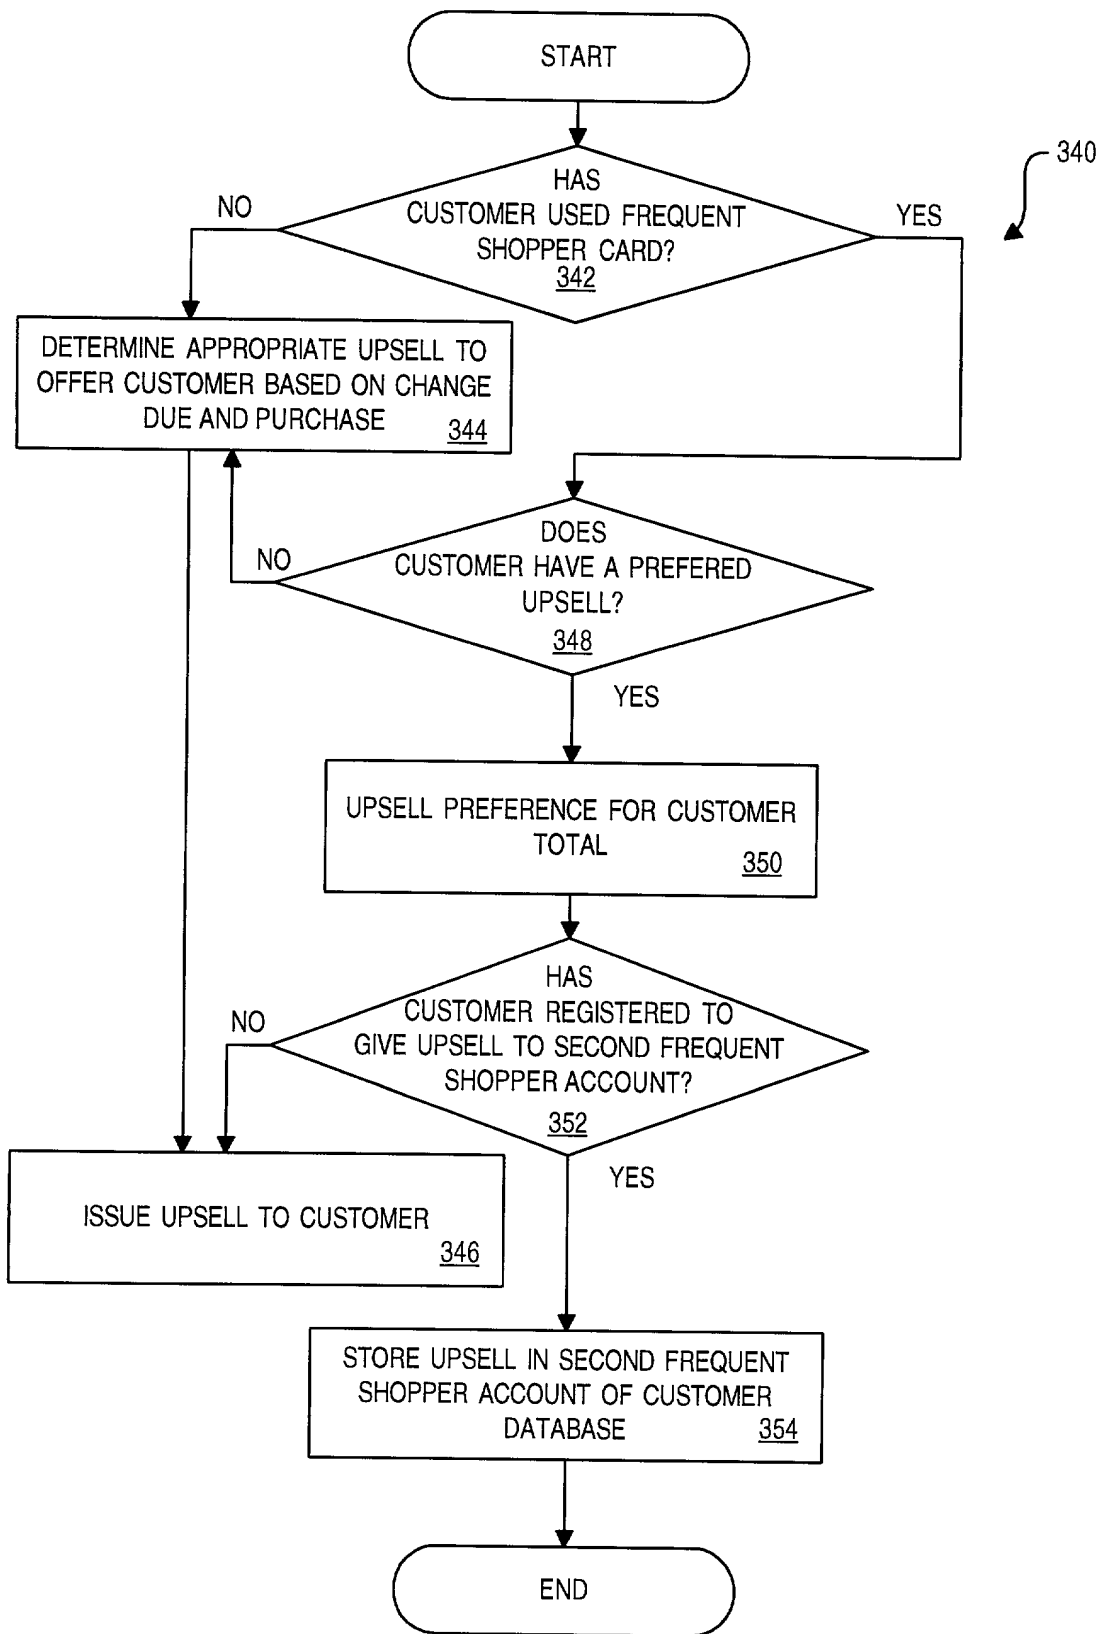 START
340
HAS
CUSTOMER USED FREQUENT
SHOPPER CARD?
342
NO
YES
DETERMINE APPROPRIATE UPSELL TO
OFFER CUSTOMER BASED ON CHANGE
DUE AND PURCHASE
344
DOES
CUSTOMER HAVE A PREFERED
UPSELL?
348
NO
YES
UPSELL PREFERENCE FOR CUSTOMER
TOTAL
350
HAS
CUSTOMER REGISTERED TO
GIVE UPSELL TO SECOND FREQUENT
SHOPPER ACCOUNT?
352
NO
YES
ISSUE UPSELL TO CUSTOMER
346
STORE UPSELL IN SECOND FREQUENT
SHOPPER ACCOUNT OF CUSTOMER
DATABASE
354
END